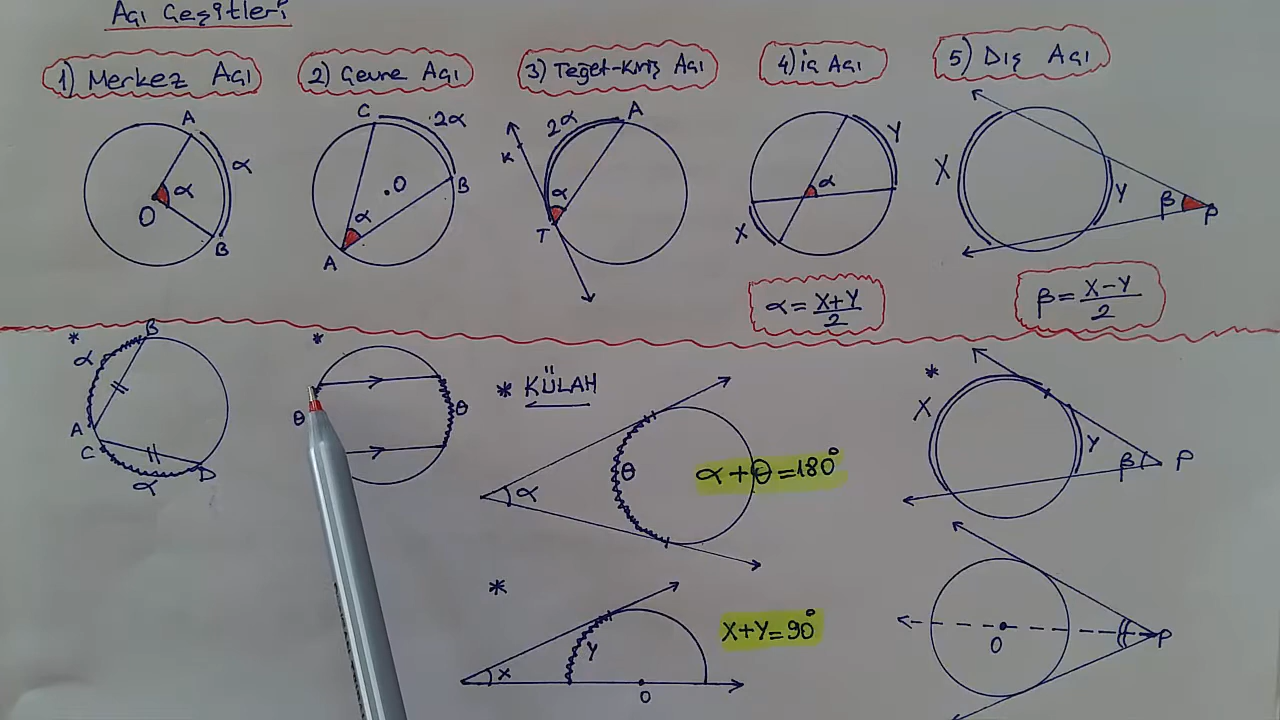 Açı Çeşitleri
1) Merkez Açı
2) Çevre Açı
3) Teğet-Kiriş Açı
4) İç Açı
5) Dış Açı
A
α
α
O
B
C
2α
O
B
α
A
2α
A
K
α
T
Y
α
X
X
Y
β
P
α = X+Y/2
β = X-Y/2
*
B
α
A
C
D
α
*
θ
θ
* KÜLAH
α
θ
α+θ=180°
*
X
Y
β
P
*
x
Y
O
X+Y=90°
O
P